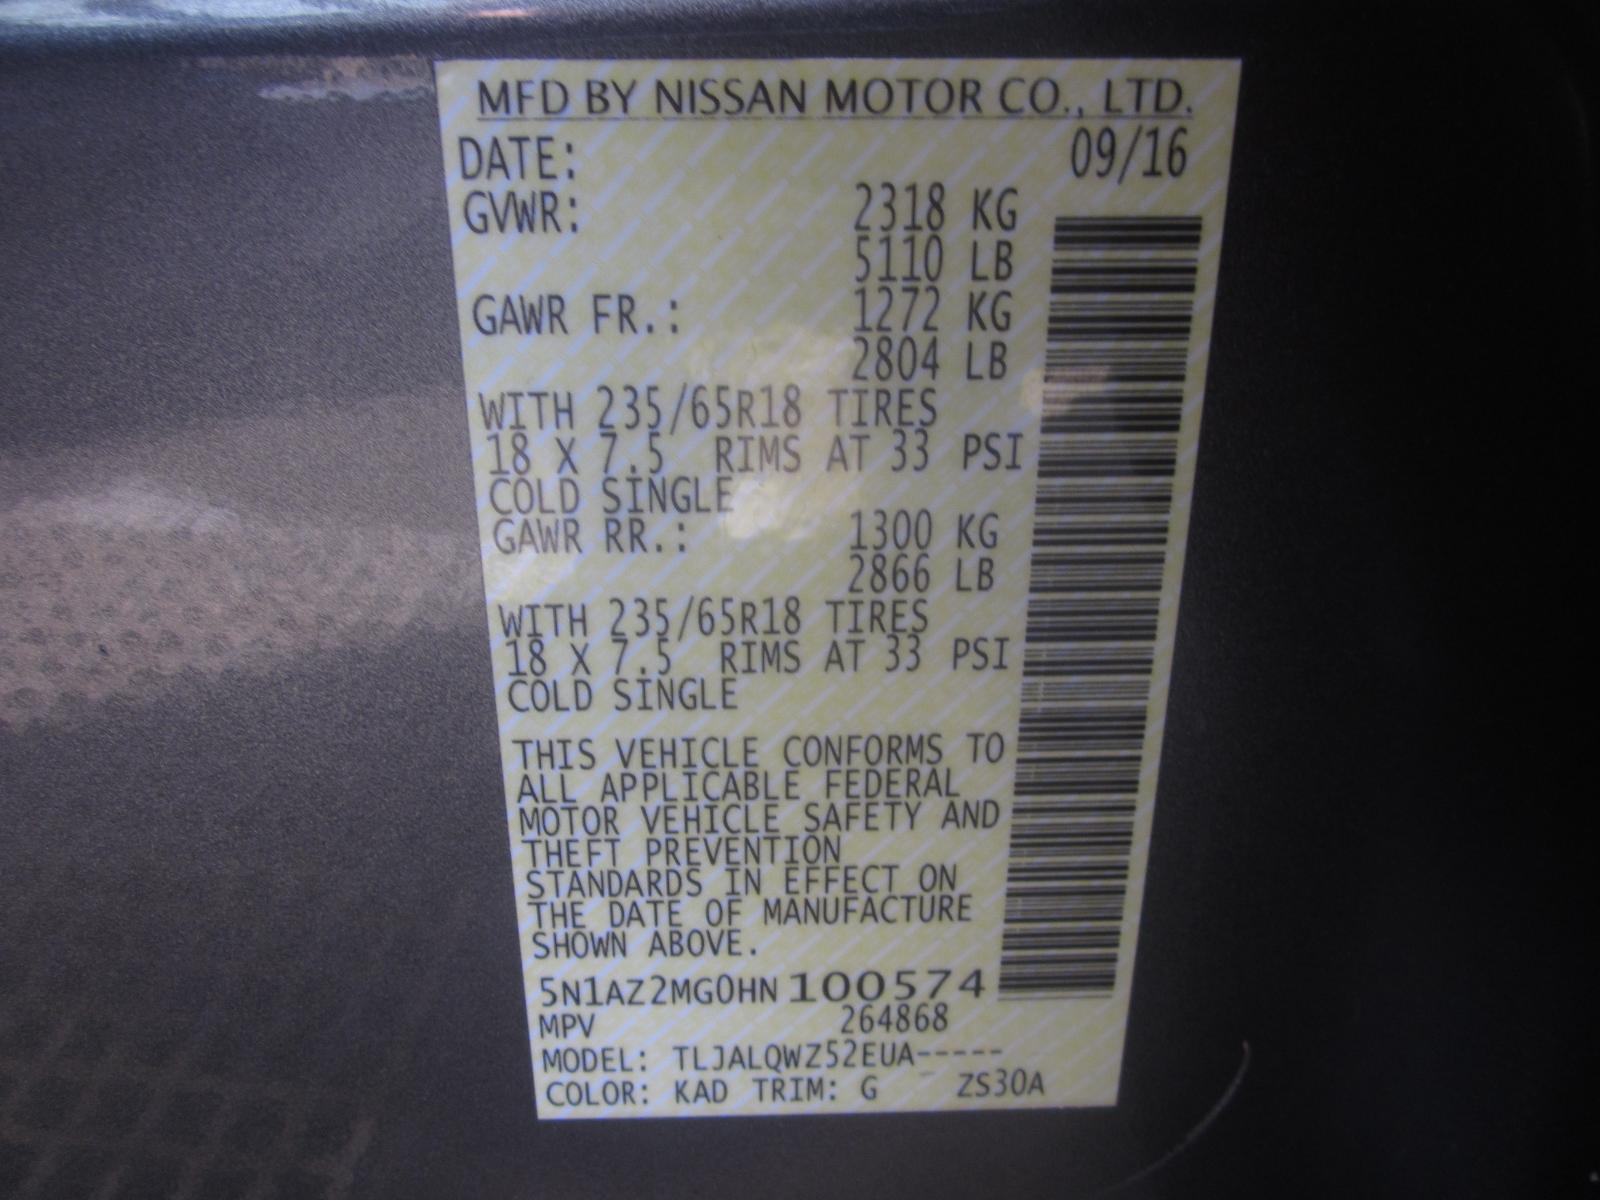 MFD BY NISSAN MOTOR CO., LTD.
DATE: 09/16
GVWR: 2318 KG
5110 LB
GAWR FR.: 1272 KG
2804 LB
WITH 235/65R18 TIRES
18 X 7.5 RIMS AT 33 PSI
COLD SINGLE
GAWR RR.: 1300 KG
2866 LB
WITH 235/65R18 TIRES
18 X 7.5 RIMS AT 33 PSI
COLD SINGLE
THIS VEHICLE CONFORMS TO
ALL APPLICABLE FEDERAL
MOTOR VEHICLE SAFETY AND
THEFT PREVENTION
STANDARDS IN EFFECT ON
THE DATE OF MANUFACTURE
SHOWN ABOVE.
5N1AZ2MG0HN100574
MPV 264868
MODEL: TLJALQWZ52EUA-----
COLOR: KAD TRIM: G ZS30A